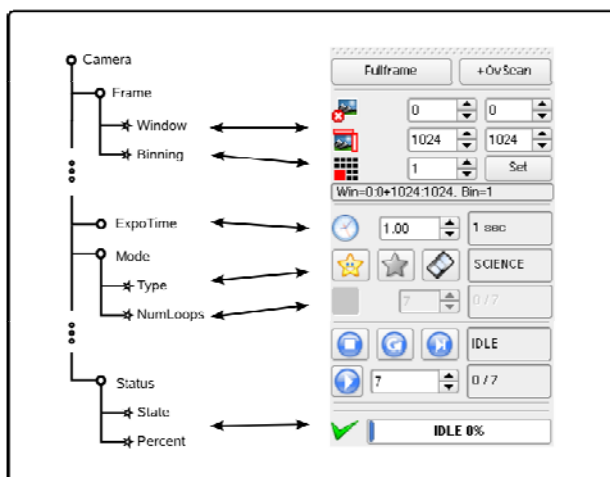 Camera
Frame
Window
Binning
ExpoTime
Mode
Type
NumLoops
Status
State
Percent
Fullframe +OvScan
0 0
1024 1024
1 Set
Win=0:0+1024:1024. Bin=1
1.00 1 sec
SCIENCE
7 0/7
IDLE
7 0/7
IDLE 0%